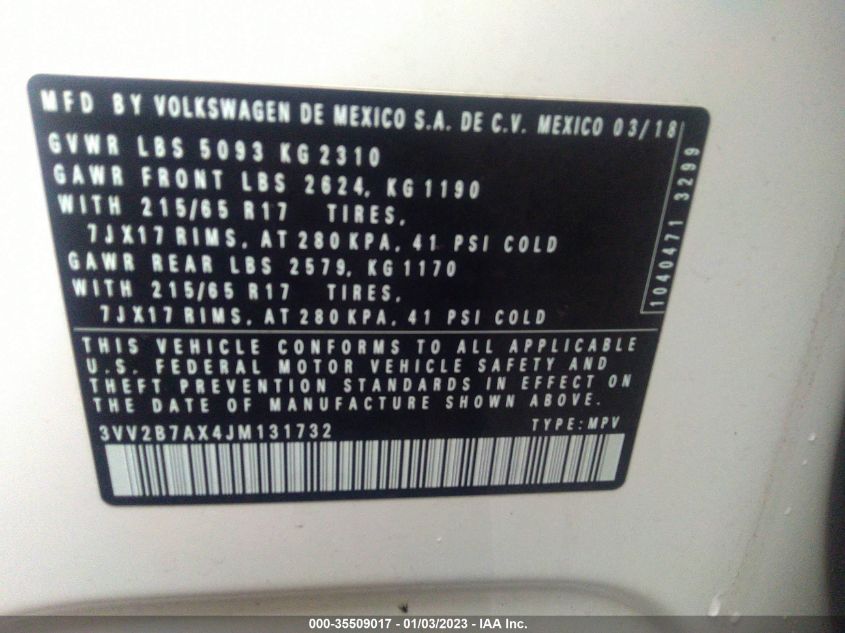 MFD BY VOLKSWAGEN DE MEXICO S.A. DE C.V. MEXICO 03/18
GVWR LBS 5093 KG 2310
GAWR FRONT LBS 2624, KG 1190
WITH 215/65 R17 TIRES,
7JX17 RIMS, AT 280 KPA, 41 PSI COLD
GAWR REAR LBS 2579, KG 1170
WITH 215/65 R17 TIRES,
7JX17 RIMS, AT 280 KPA, 41 PSI COLD
1040471 3299
THIS VEHICLE CONFORMS TO ALL APPLICABLE
U.S. FEDERAL MOTOR VEHICLE SAFETY AND
THEFT PREVENTION STANDARDS IN EFFECT ON
THE DATE OF MANUFACTURE SHOWN ABOVE.
3VV2B7AX4JM131732 TYPE: MPV
000-35509017 - 01/03/2023 - IAA Inc.